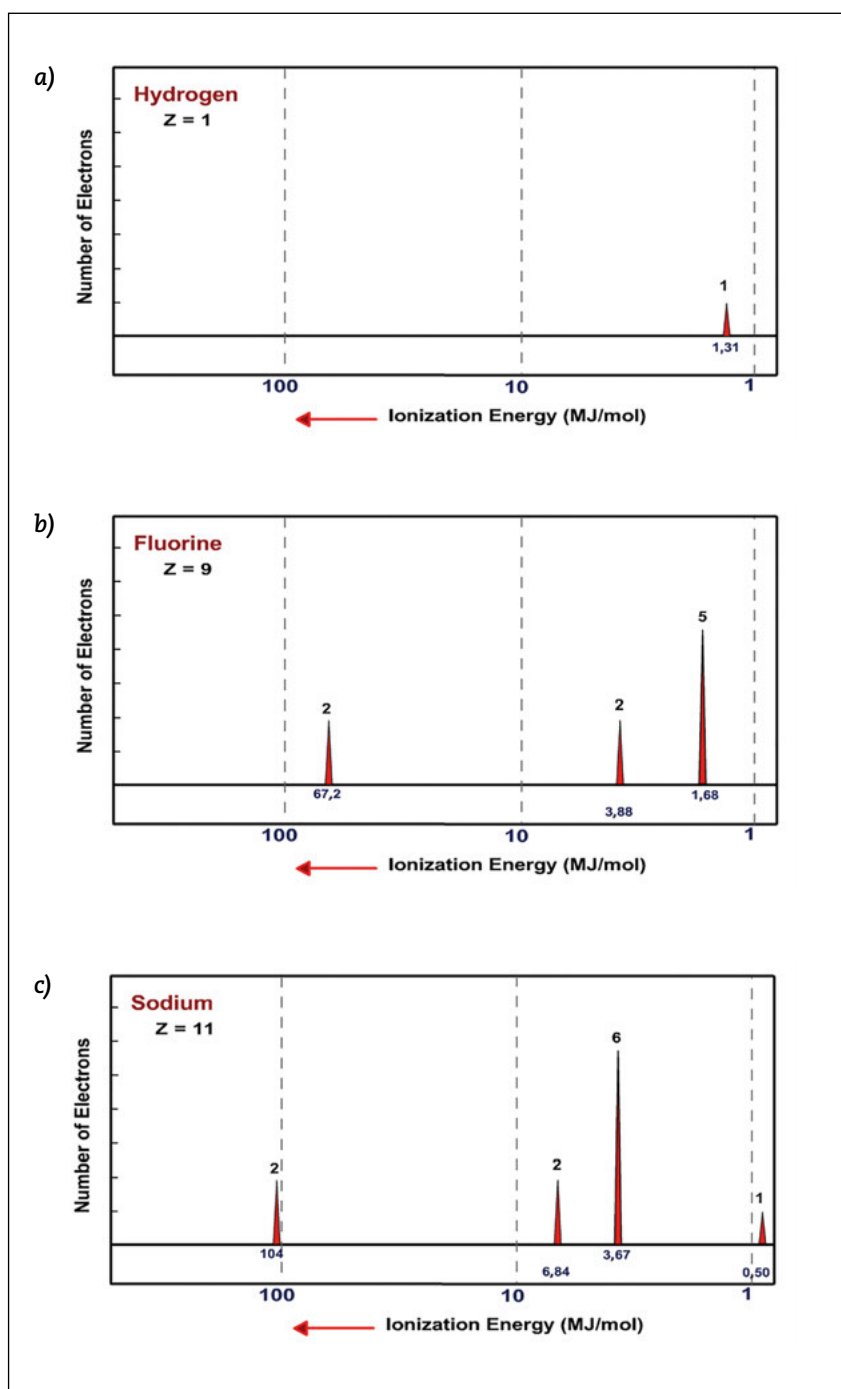 a)
Hydrogen
Z = 1
Number of Electrons
1
1,31
100 10 1
Ionization Energy (MJ/mol)
b)
Fluorine
Z = 9
Number of Electrons
5
2 2
67,2 1,68
3,88
100 10 1
Ionization Energy (MJ/mol)
c)
Sodium
Z = 11
Number of Electrons
6
2 2
1
104 3,67
6,84 0,50
100 10 1
Ionization Energy (MJ/mol)